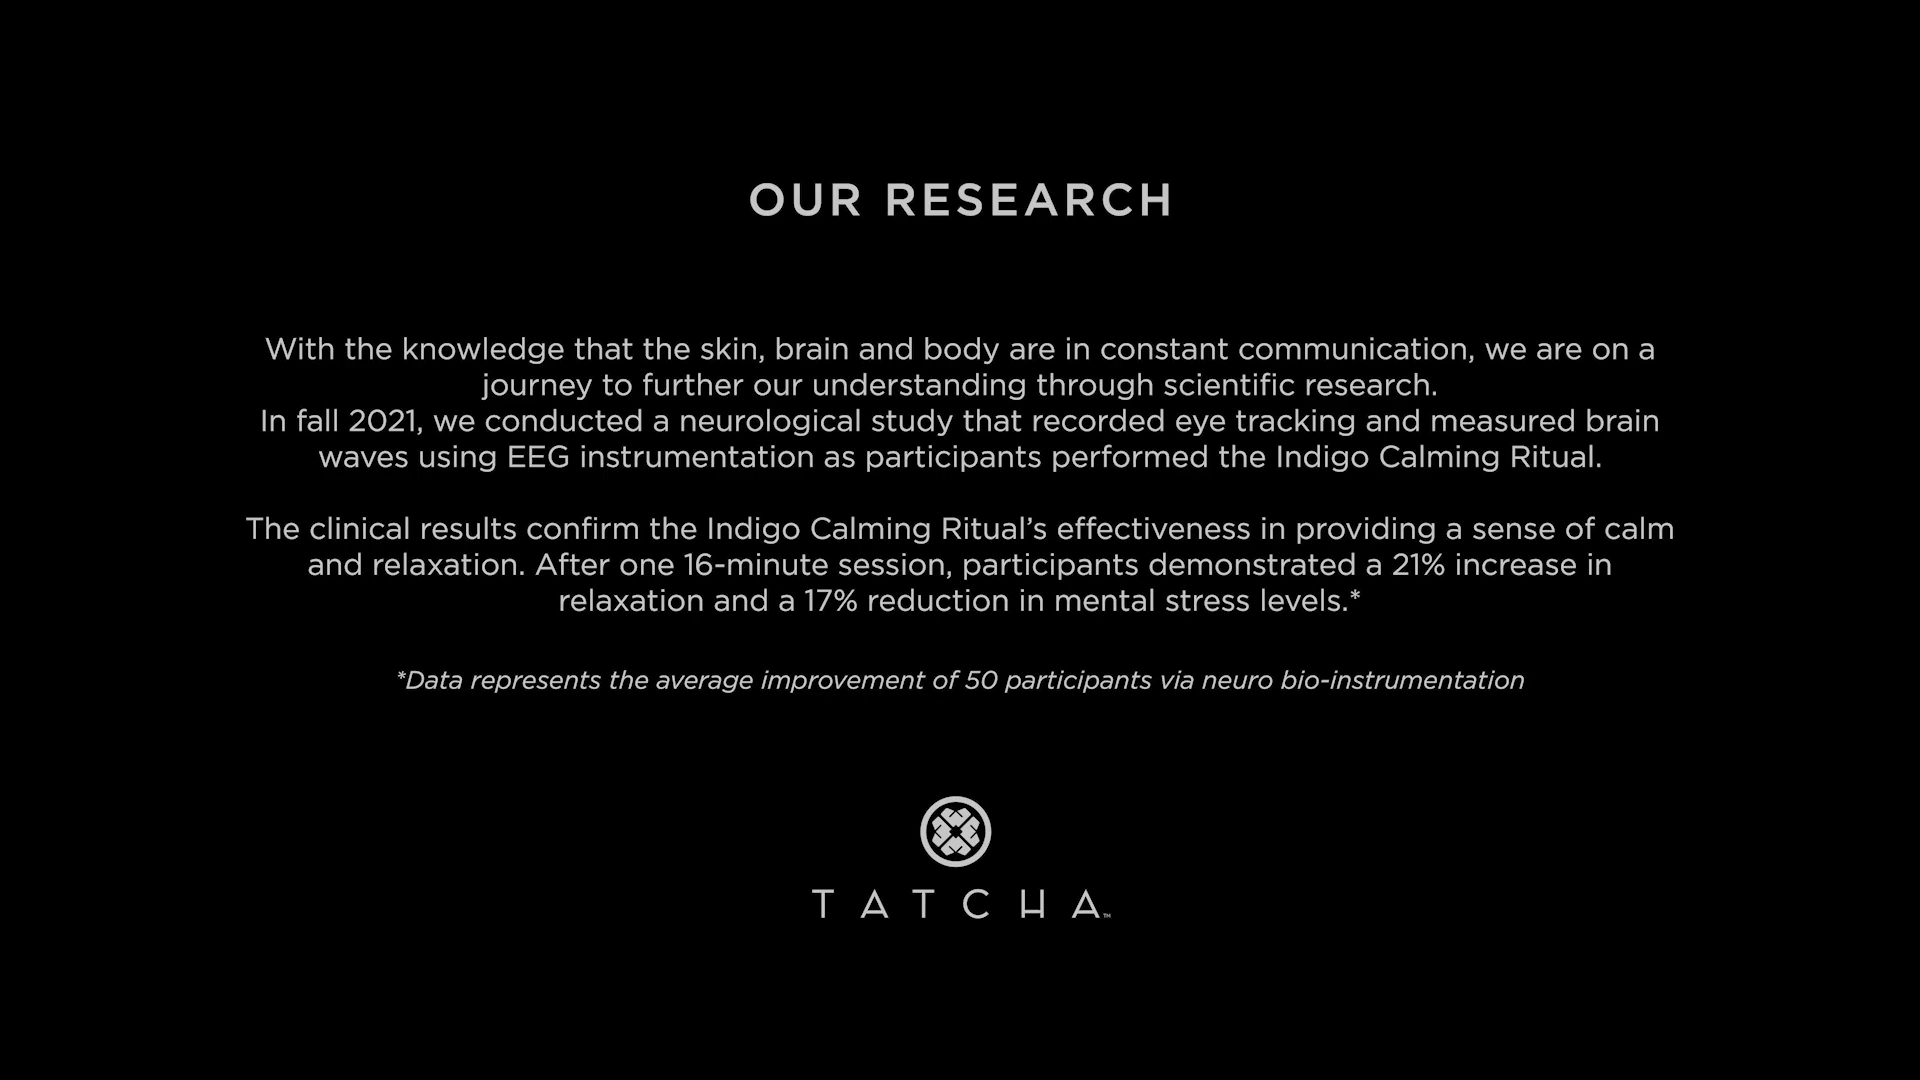 OUR RESEARCH
With the knowledge that the skin, brain and body are in constant communication, we are on a
journey to further our understanding through scientific research.
In fall 2021, we conducted a neurological study that recorded eye tracking and measured brain
waves using EEG instrumentation as participants performed the Indigo Calming Ritual.
The clinical results confirm the Indigo Calming Ritual’s effectiveness in providing a sense of calm
and relaxation. After one 16-minute session, participants demonstrated a 21% increase in
relaxation and a 17% reduction in mental stress levels.*
*Data represents the average improvement of 50 participants via neuro bio-instrumentation
TATCHA™